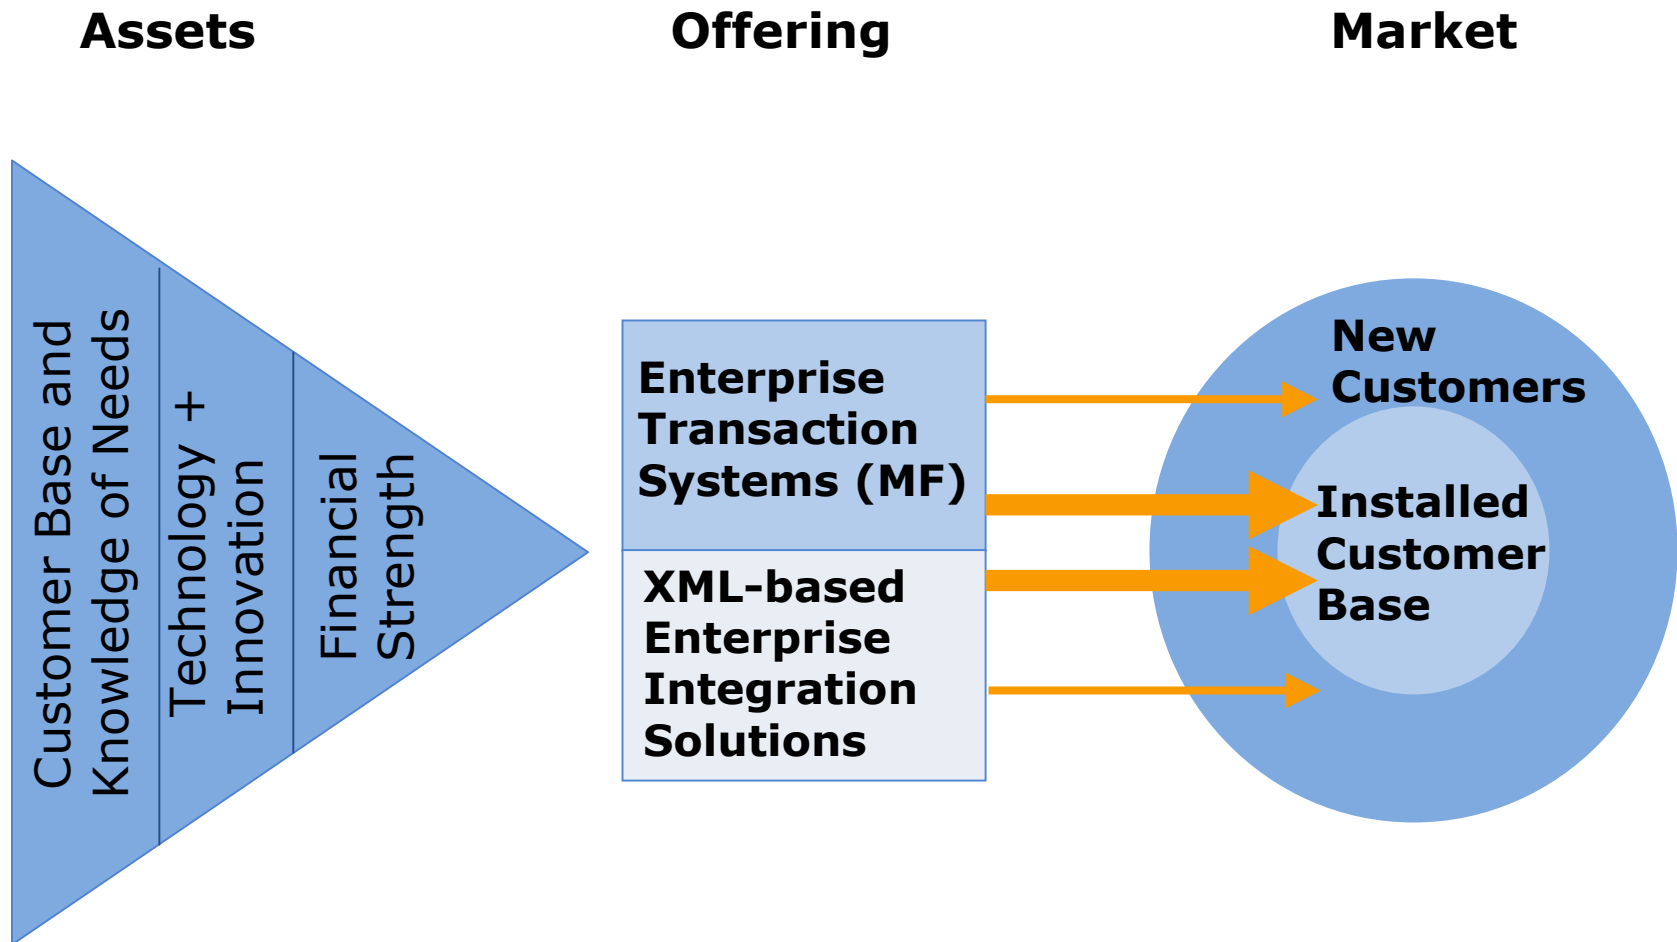 Assets
Offering
Market
Customer Base and
Knowledge of Needs
Technology +
Innovation
Financial
Strength
Enterprise
Transaction
Systems (MF)
XML-based
Enterprise
Integration
Solutions
New
Customers
Installed
Customer
Base